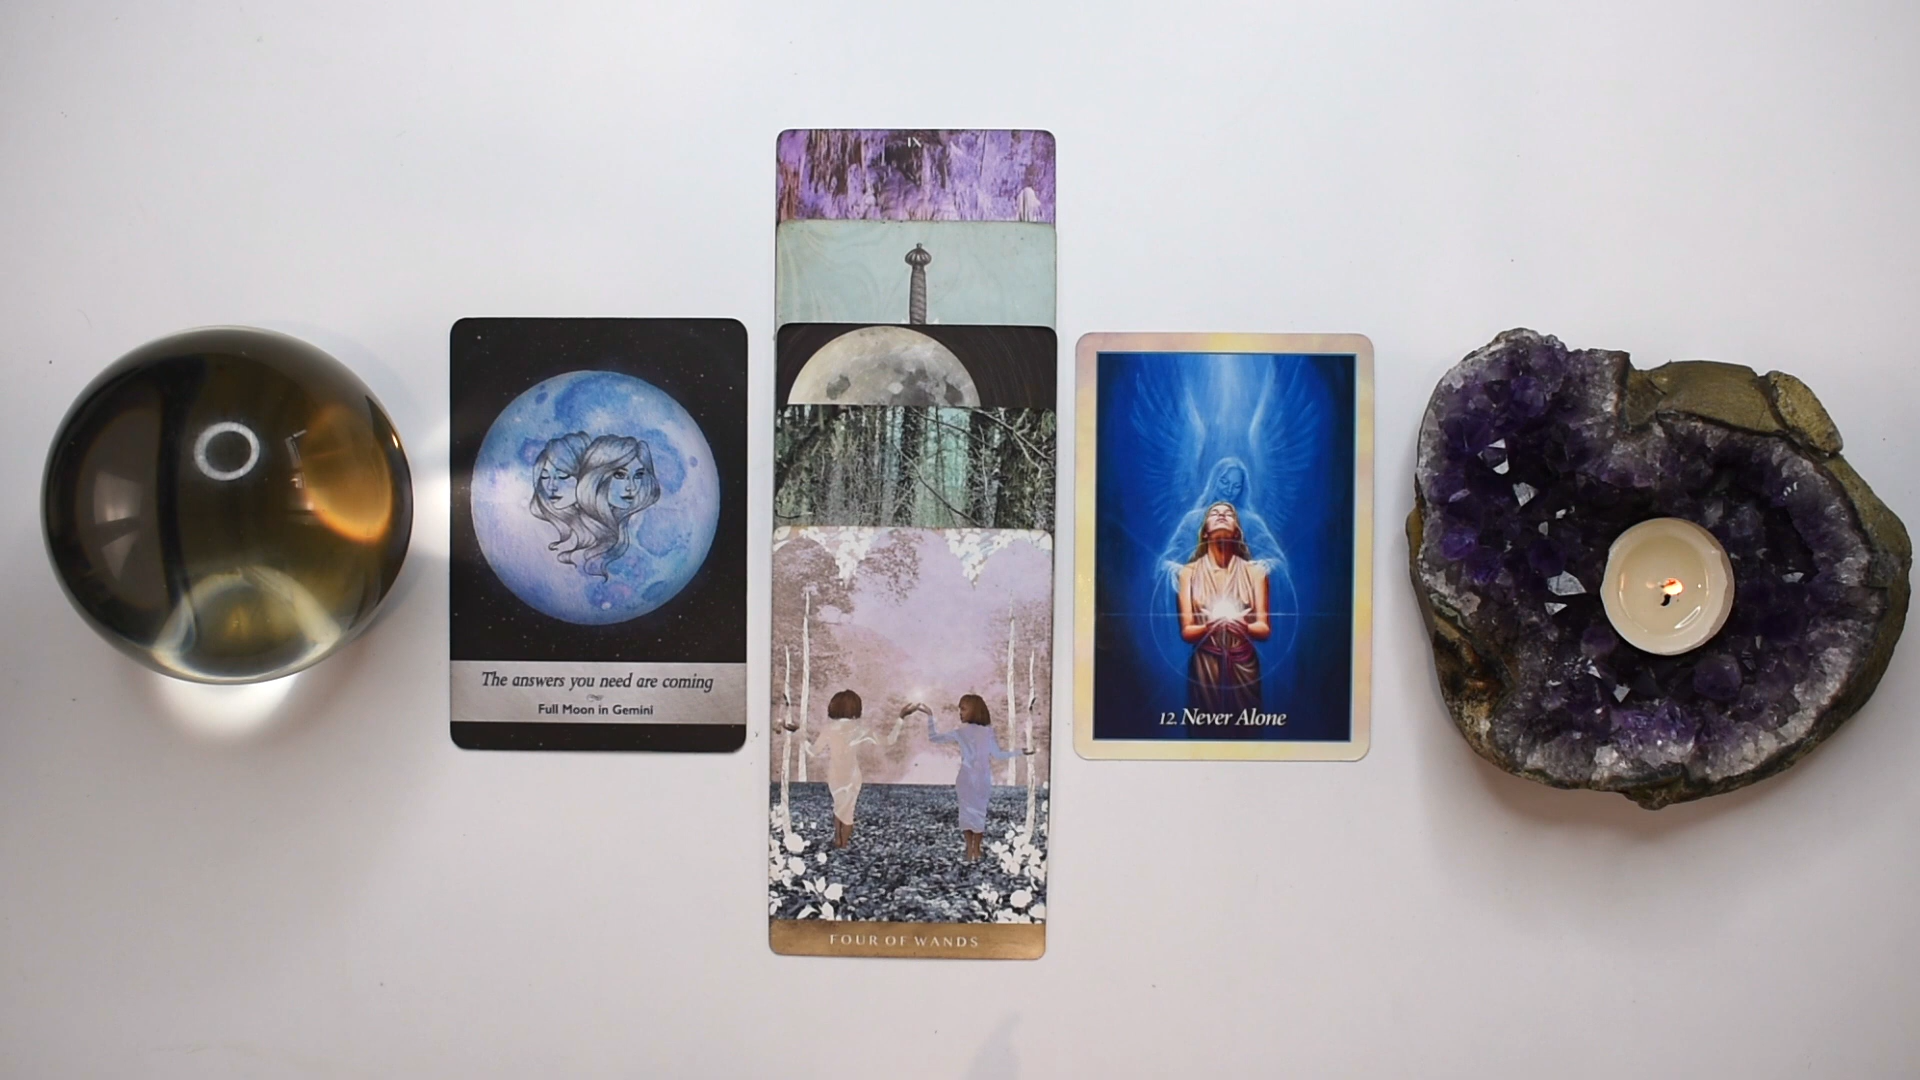 IX
The answers you need are coming
Full Moon in Gemini
12. Never Alone
FOUR OF WANDS